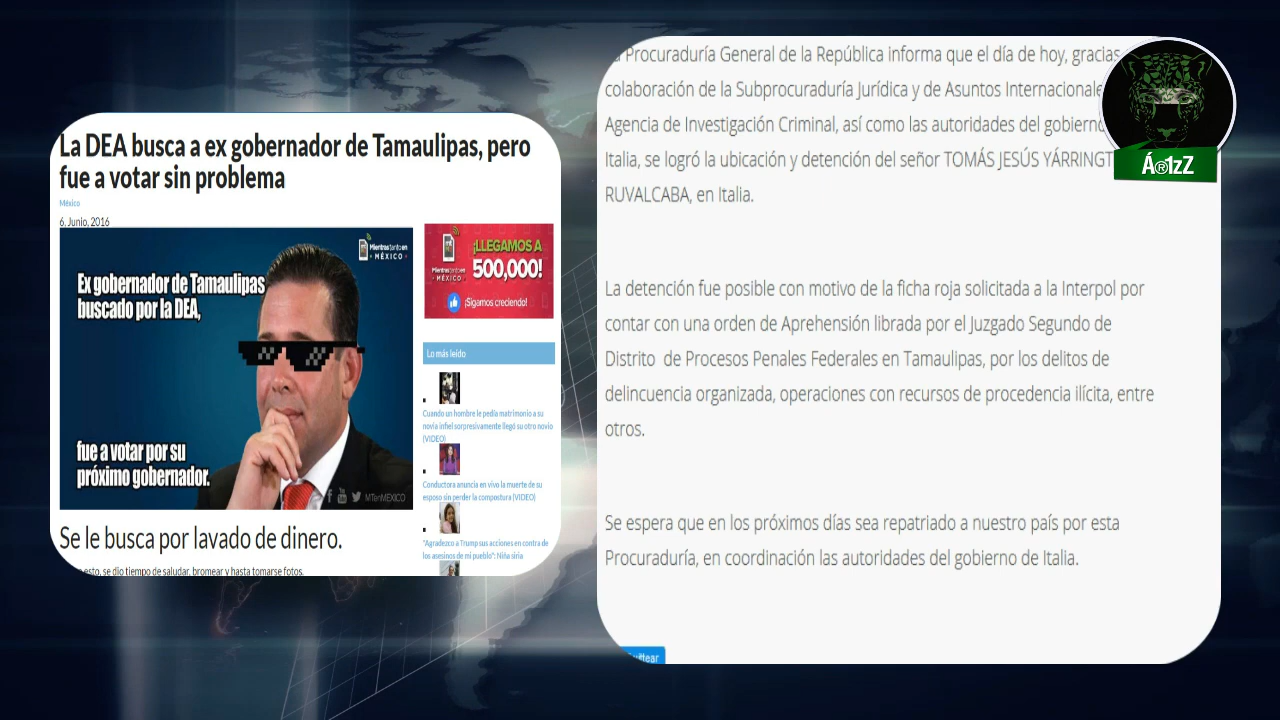 La DEA busca a ex gobernador de Tamaulipas, pero
fue a votar sin problema
México
6, Junio, 2016
Mientras tanto en
MÉXICO
Ex gobernador de Tamaulipas
buscado por la DEA,
fue a votar por su
próximo gobernador.
MTenMEXICO
Se le busca por lavado de dinero.
esto, se dio tiempo de saludar, bromear y hasta tomarse fotos.
¡LLEGAMOS A
500,000!
Mientras tanto en
MÉXICO
¡Sigamos creciendo!
Lo más leído
Cuando un hombre le pedía matrimonio a su
novia infiel sorpresivamente llegó su otro novio
(VIDEO)
Conductora anuncia en vivo la muerte de su
esposo sin perder la compostura (VIDEO)
"Agradezco a Trump sus acciones en contra de
los asesinos de mi pueblo": Niña siria
Procuraduría General de la República informa que el día de hoy, gracias
colaboración de la Subprocuraduría Jurídica y de Asuntos Internacionale
Agencia de Investigación Criminal, así como las autoridades del gobierno
Italia, se logró la ubicación y detención del señor TOMÁS JESÚS YÁRRINGT
RUVALCABA, en Italia.
La detención fue posible con motivo de la ficha roja solicitada a la Interpol por
contar con una orden de Aprehensión librada por el Juzgado Segundo de
Distrito de Procesos Penales Federales en Tamaulipas, por los delitos de
delincuencia organizada, operaciones con recursos de procedencia ilícita, entre
otros.
Se espera que en los próximos días sea repatriado a nuestro país por esta
Procuraduría, en coordinación las autoridades del gobierno de Italia.
Á®1zZ